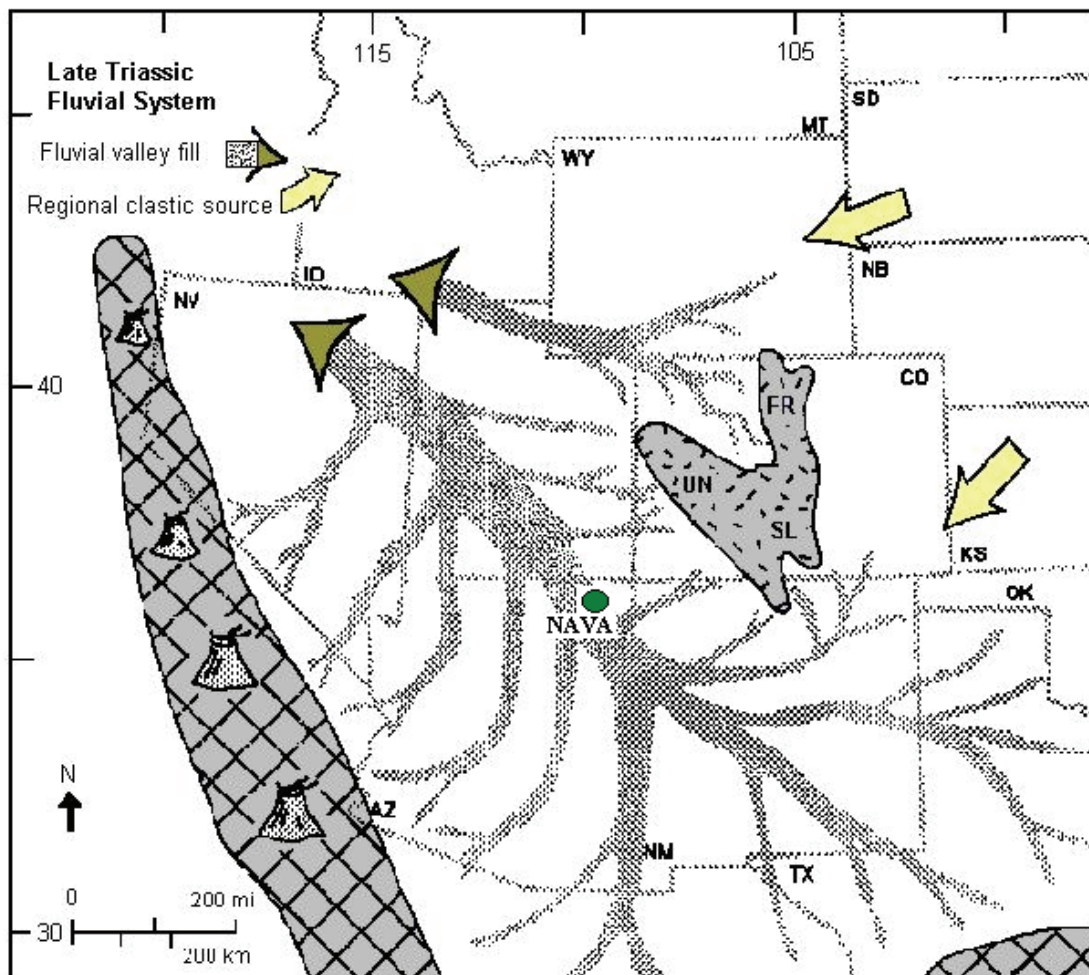 115
105
Late Triassic
Fluvial System
Fluvial valley fill
Regional clastic source
SD
MT
WY
NB
ID
NV
40
CO
FR
UN
SL
KS
OK
NAVA
N
AZ
NM
TX
0
200 mi
200 km
30